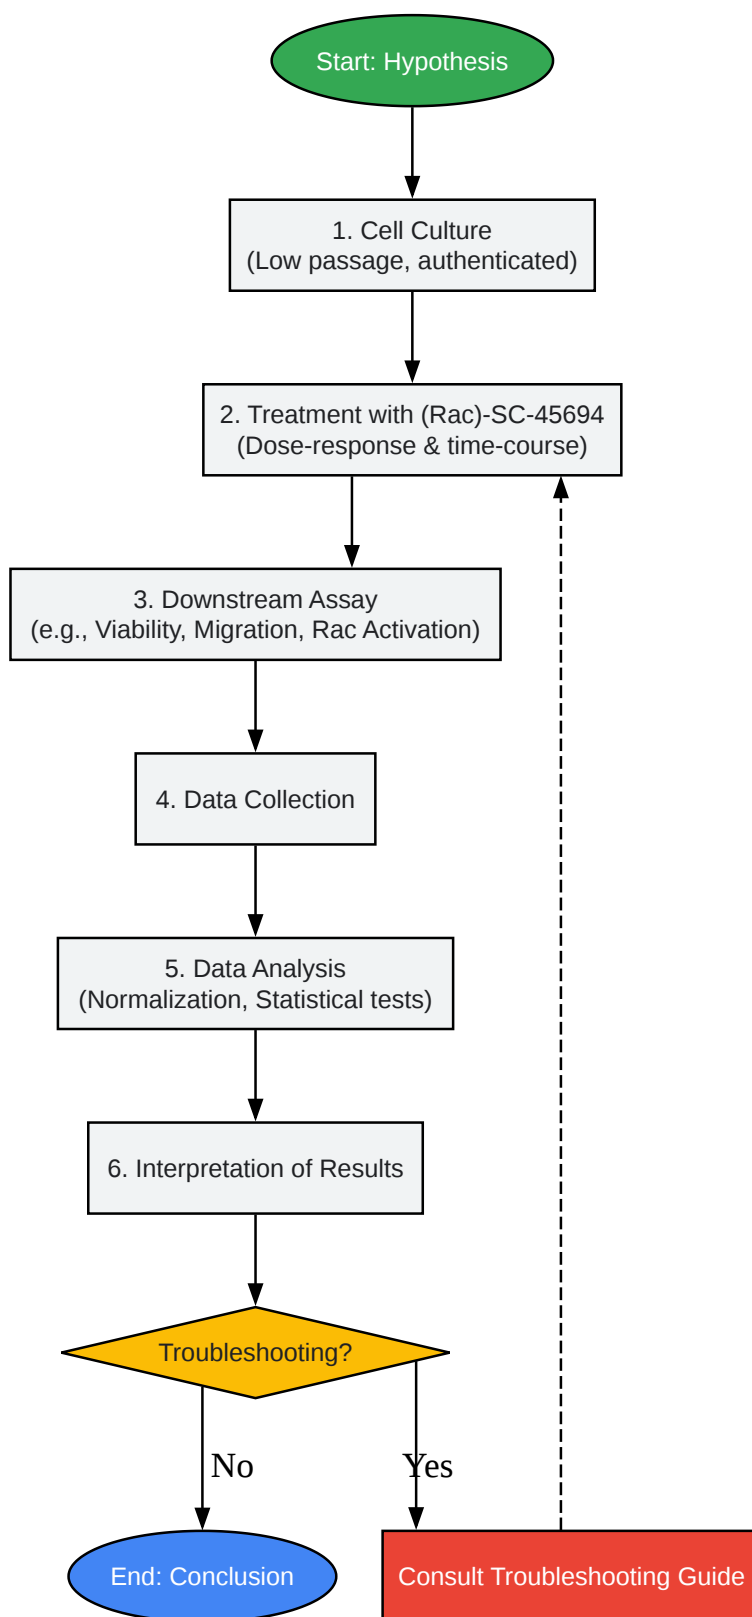 Start: Hypothesis
1. Cell Culture
(Low passage, authenticated)
2. Treatment with (Rac)-SC-45694
(Dose-response & time-course)
3. Downstream Assay
(e.g., Viability, Migration, Rac Activation)
4. Data Collection
5. Data Analysis
(Normalization, Statistical tests)
6. Interpretation of Results
Troubleshooting?
No
Yes
End: Conclusion
Consult Troubleshooting Guide